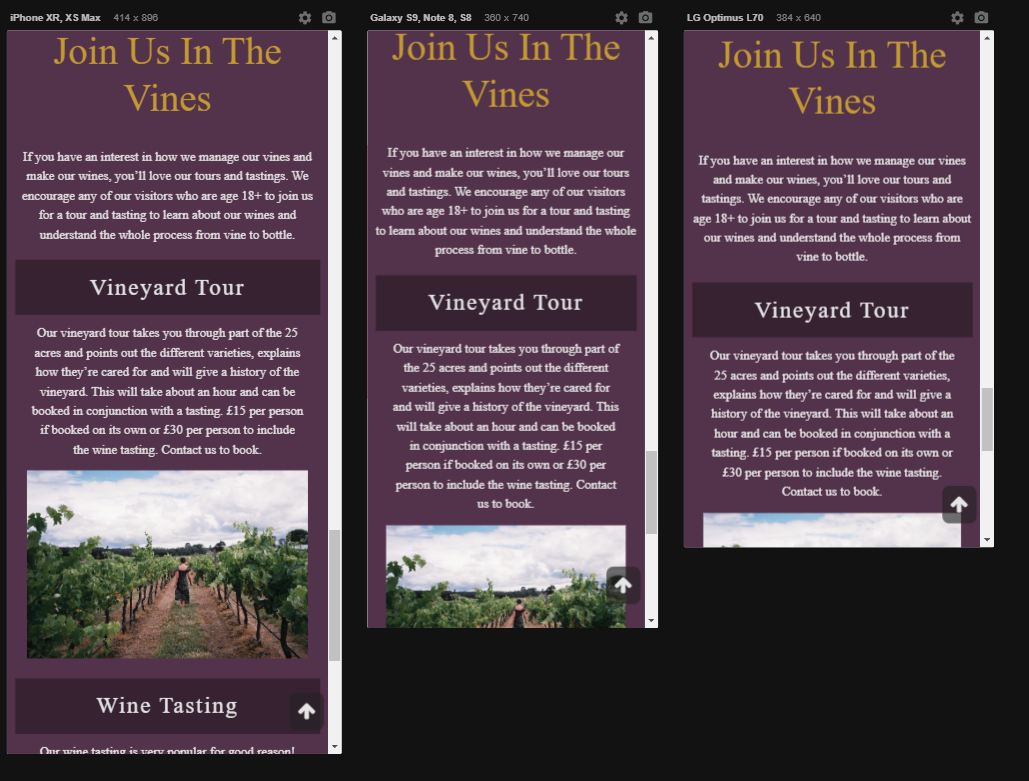 iPhone XR, XS Max 414 x 896
Join Us In The
Vines
If you have an interest in how we manage our vines and
make our wines, you’ll love our tours and tastings. We
encourage any of our visitors who are age 18+ to join us
for a tour and tasting to learn about our wines and
understand the whole process from vine to bottle.
Vineyard Tour
Our vineyard tour takes you through part of the 25
acres and points out the different varieties, explains
how they’re cared for and will give a history of the
vineyard. This will take about an hour and can be
booked in conjunction with a tasting. £15 per person
if booked on its own or £30 per person to include
the wine tasting. Contact us to book.
Wine Tasting
Our wine tasting is very popular for good reason!
Galaxy S9, Note 8, S8 360 x 740
Join Us In The
Vines
If you have an interest in how we manage our
vines and make our wines, you’ll love our tours
and tastings. We encourage any of our visitors
who are age 18+ to join us for a tour and tasting
to learn about our wines and understand the whole
process from vine to bottle.
Vineyard Tour
Our vineyard tour takes you through part of
the 25 acres and points out the different
varieties, explains how they’re cared for
and will give a history of the vineyard. This
will take about an hour and can be booked
in conjunction with a tasting. £15 per
person if booked on its own or £30 per
person to include the wine tasting. Contact
us to book.
LG Optimus L70 384 x 640
Join Us In The
Vines
If you have an interest in how we manage our vines
and make our wines, you’ll love our tours and
tastings. We encourage any of our visitors who are
age 18+ to join us for a tour and tasting to learn about
our wines and understand the whole process from
vine to bottle.
Vineyard Tour
Our vineyard tour takes you through part of the
25 acres and points out the different varieties,
explains how they’re cared for and will give a
history of the vineyard. This will take about an
hour and can be booked in conjunction with a
tasting. £15 per person if booked on its own or
£30 per person to include the wine tasting.
Contact us to book.